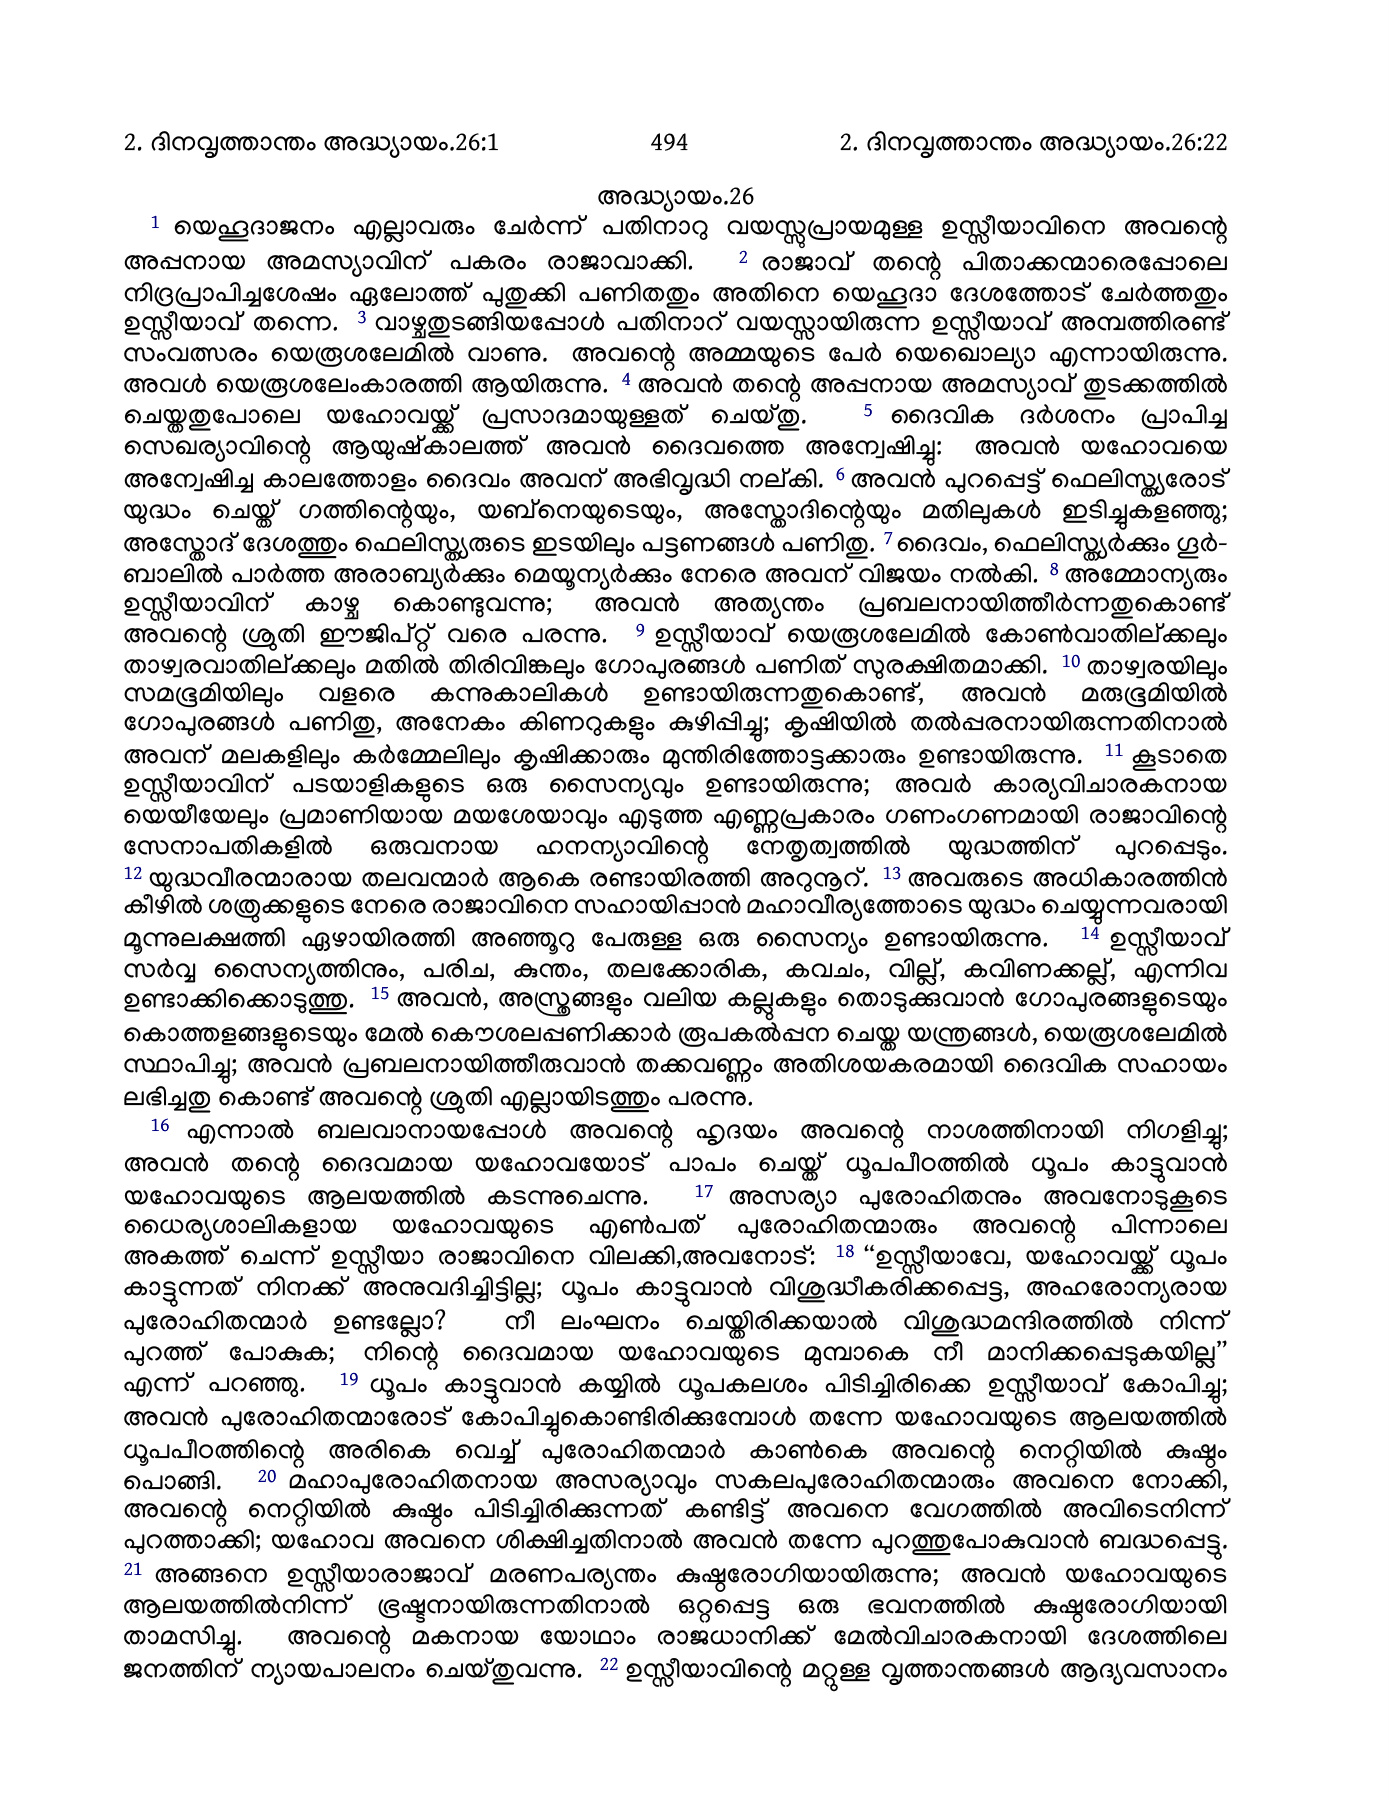 2. ദിനവൃത്താന്തം അദ്ധ്യായം.26:1 494 2. ദിനവൃത്താന്തം അദ്ധ്യായം.26:22
അദ്ധ്യായം.26
1 യെഹൂദാജനം എല്ലാവരും ചേർന്ന് പതിനാറു വയസ്സുപ്രായമുള്ള ഉസ്സീയാവിനെ അവന്റെ
അപ്പനായ അമസ്യാവിന് പകരം രാജാവാക്കി. 2 രാജാവ് തന്റെ പിതാക്കന്മാരെപ്പോലെ
നിദ്രപ്രാപിച്ചശേഷം ഏലോത്ത് പുതുക്കി പണിതതും അതിനെ യെഹൂദാ ദേശത്തോട് ചേർത്തതും
ഉസ്സീയാവ് തന്നെ. 3 വാഴ്ചതുടങ്ങിയപ്പോൾ പതിനാറ് വയസ്സായിരുന്ന ഉസ്സീയാവ് അമ്പത്തിരണ്ട്
സംവത്സരം യെരൂശലേമിൽ വാണു. അവന്റെ അമ്മയുടെ പേർ യെഖൊല്യാ എന്നായിരുന്നു.
അവൾ യെരൂശലേംകാരത്തി ആയിരുന്നു. 4 അവൻ തന്റെ അപ്പനായ അമസ്യാവ് തുടക്കത്തിൽ
ചെയ്തതുപോലെ യഹോവയ്ക്ക് പ്രസാദമായുള്ളത് ചെയ്തു. 5 ദൈവിക ദർശനം പ്രാപിച്ച
സെഖര്യാവിന്റെ ആയുഷ്കാലത്ത് അവൻ ദൈവത്തെ അന്വേഷിച്ചു: അവൻ യഹോവയെ
അന്വേഷിച്ച കാലത്തോളം ദൈവം അവന് അഭിവൃദ്ധി നല്കി. 6 അവൻ പുറപ്പെട്ട് ഫെലിസ്ത്യരോട്
യുദ്ധം ചെയ്ത് ഗത്തിന്റെയും, യബ്നെയുടെയും, അസ്തോദിന്റെയും മതിലുകൾ ഇടിച്ചുകളഞ്ഞു;
അസ്തോദ് ദേശത്തും ഫെലിസ്ത്യരുടെ ഇടയിലും പട്ടണങ്ങൾ പണിതു. 7 ദൈവം, ഫെലിസ്ത്യർക്കും ഗൂർ-
ബാലിൽ പാർത്ത അരാബ്യർക്കും മെയൂന്യർക്കും നേരെ അവന് വിജയം നൽകി. 8 അമ്മോന്യരും
ഉസ്സീയാവിന് കാഴ്ച കൊണ്ടുവന്നു; അവൻ അത്യന്തം പ്രബലനായിത്തീർന്നതുകൊണ്ട്
അവന്റെ ശ്രുതി ഈജിപ്റ്റ് വരെ പരന്നു. 9 ഉസ്സീയാവ് യെരൂശലേമിൽ കോൺവാതില്ക്കലും
താഴ്വരവാതില്ക്കലും മതിൽ തിരിവിങ്കലും ഗോപുരങ്ങൾ പണിത് സുരക്ഷിതമാക്കി. 10 താഴ്വരയിലും
സമഭൂമിയിലും വളരെ കന്നുകാലികൾ ഉണ്ടായിരുന്നതുകൊണ്ട്, അവൻ മരുഭൂമിയിൽ
ഗോപുരങ്ങൾ പണിതു, അനേകം കിണറുകളും കുഴിപ്പിച്ചു; കൃഷിയിൽ തൽപ്പരനായിരുന്നതിനാൽ
അവന് മലകളിലും കർമ്മേലിലും കൃഷിക്കാരും മുന്തിരിത്തോട്ടക്കാരും ഉണ്ടായിരുന്നു. 11 കൂടാതെ
ഉസ്സീയാവിന് പടയാളികളുടെ ഒരു സൈന്യവും ഉണ്ടായിരുന്നു; അവർ കാര്യവിചാരകനായ
യെയീയേലും പ്രമാണിയായ മയശേയാവും എടുത്ത എണ്ണപ്രകാരം ഗണംഗണമായി രാജാവിന്റെ
സേനാപതികളിൽ ഒരുവനായ ഹനന്യാവിന്റെ നേതൃത്വത്തിൽ യുദ്ധത്തിന് പുറപ്പെടും.
12 യുദ്ധവീരന്മാരായ തലവന്മാർ ആകെ രണ്ടായിരത്തി അറുനൂറ്. 13 അവരുടെ അധികാരത്തിൻ
കീഴിൽ ശത്രുക്കളുടെ നേരെ രാജാവിനെ സഹായിപ്പാൻ മഹാവീര്യത്തോടെ യുദ്ധം ചെയ്യുന്നവരായി
മൂന്നുലക്ഷത്തി ഏഴായിരത്തി അഞ്ഞൂറു പേരുള്ള ഒരു സൈന്യം ഉണ്ടായിരുന്നു. 14 ഉസ്സീയാവ്
സർവ്വ സൈന്യത്തിനും, പരിച, കുന്തം, തലക്കോരിക, കവചം, വില്ല്, കവിണക്കല്ല്, എന്നിവ
ഉണ്ടാക്കിക്കൊടുത്തു. 15 അവൻ, അസ്ത്രങ്ങളും വലിയ കല്ലുകളും തൊടുക്കുവാൻ ഗോപുരങ്ങളുടെയും
കൊത്തളങ്ങളുടെയും മേൽ കൌശലപ്പണിക്കാർ രൂപകൽപ്പന ചെയ്ത യന്ത്രങ്ങൾ, യെരൂശലേമിൽ
സ്ഥാപിച്ചു; അവൻ പ്രബലനായിത്തീരുവാൻ തക്കവണ്ണം അതിശയകരമായി ദൈവിക സഹായം
ലഭിച്ചതു കൊണ്ട് അവന്റെ ശ്രുതി എല്ലായിടത്തും പരന്നു.
16 എന്നാൽ ബലവാനായപ്പോൾ അവന്റെ ഹൃദയം അവന്റെ നാശത്തിനായി നിഗളിച്ചു;
അവൻ തന്റെ ദൈവമായ യഹോവയോട് പാപം ചെയ്ത് ധൂപപീഠത്തിൽ ധൂപം കാട്ടുവാൻ
യഹോവയുടെ ആലയത്തിൽ കടന്നുചെന്നു. 17 അസര്യാ പുരോഹിതനും അവനോടുകൂടെ
ധൈര്യശാലികളായ യഹോവയുടെ എൺപത് പുരോഹിതന്മാരും അവന്റെ പിന്നാലെ
അകത്ത് ചെന്ന് ഉസ്സീയാ രാജാവിനെ വിലക്കി,അവനോട്: 18 “ഉസ്സീയാവേ, യഹോവയ്ക്ക് ധൂപം
കാട്ടുന്നത് നിനക്ക് അനുവദിച്ചിട്ടില്ല; ധൂപം കാട്ടുവാൻ വിശുദ്ധീകരിക്കപ്പെട്ട, അഹരോന്യരായ
പുരോഹിതന്മാർ ഉണ്ടല്ലോ? നീ ലംഘനം ചെയ്തിരിക്കയാൽ വിശുദ്ധമന്ദിരത്തിൽ നിന്ന്
പുറത്ത് പോകുക; നിന്റെ ദൈവമായ യഹോവയുടെ മുമ്പാകെ നീ മാനിക്കപ്പെടുകയില്ല”
എന്ന് പറഞ്ഞു. 19 ധൂപം കാട്ടുവാൻ കയ്യിൽ ധൂപകലശം പിടിച്ചിരിക്കെ ഉസ്സീയാവ് കോപിച്ചു;
അവൻ പുരോഹിതന്മാരോട് കോപിച്ചുകൊണ്ടിരിക്കുമ്പോൾ തന്നേ യഹോവയുടെ ആലയത്തിൽ
ധൂപപീഠത്തിന്റെ അരികെ വെച്ച് പുരോഹിതന്മാർ കാൺകെ അവന്റെ നെറ്റിയിൽ കുഷ്ഠം
പൊങ്ങി. 20 മഹാപുരോഹിതനായ അസര്യാവും സകലപുരോഹിതന്മാരും അവനെ നോക്കി,
അവന്റെ നെറ്റിയിൽ കുഷ്ഠം പിടിച്ചിരിക്കുന്നത് കണ്ടിട്ട് അവനെ വേഗത്തിൽ അവിടെനിന്ന്
പുറത്താക്കി; യഹോവ അവനെ ശിക്ഷിച്ചതിനാൽ അവൻ തന്നേ പുറത്തുപോകുവാൻ ബദ്ധപ്പെട്ടു.
21 അങ്ങനെ ഉസ്സീയാരാജാവ് മരണപര്യന്തം കുഷ്ഠരോഗിയായിരുന്നു; അവൻ യഹോവയുടെ
ആലയത്തിൽനിന്ന് ഭ്രഷ്ടനായിരുന്നതിനാൽ ഒറ്റപ്പെട്ട ഒരു ഭവനത്തിൽ കുഷ്ഠരോഗിയായി
താമസിച്ചു. അവന്റെ മകനായ യോഥാം രാജധാനിക്ക് മേൽവിചാരകനായി ദേശത്തിലെ
ജനത്തിന് ന്യായപാലനം ചെയ്തുവന്നു. 22 ഉസ്സീയാവിന്റെ മറ്റുള്ള വൃത്താന്തങ്ങൾ ആദ്യവസാനം